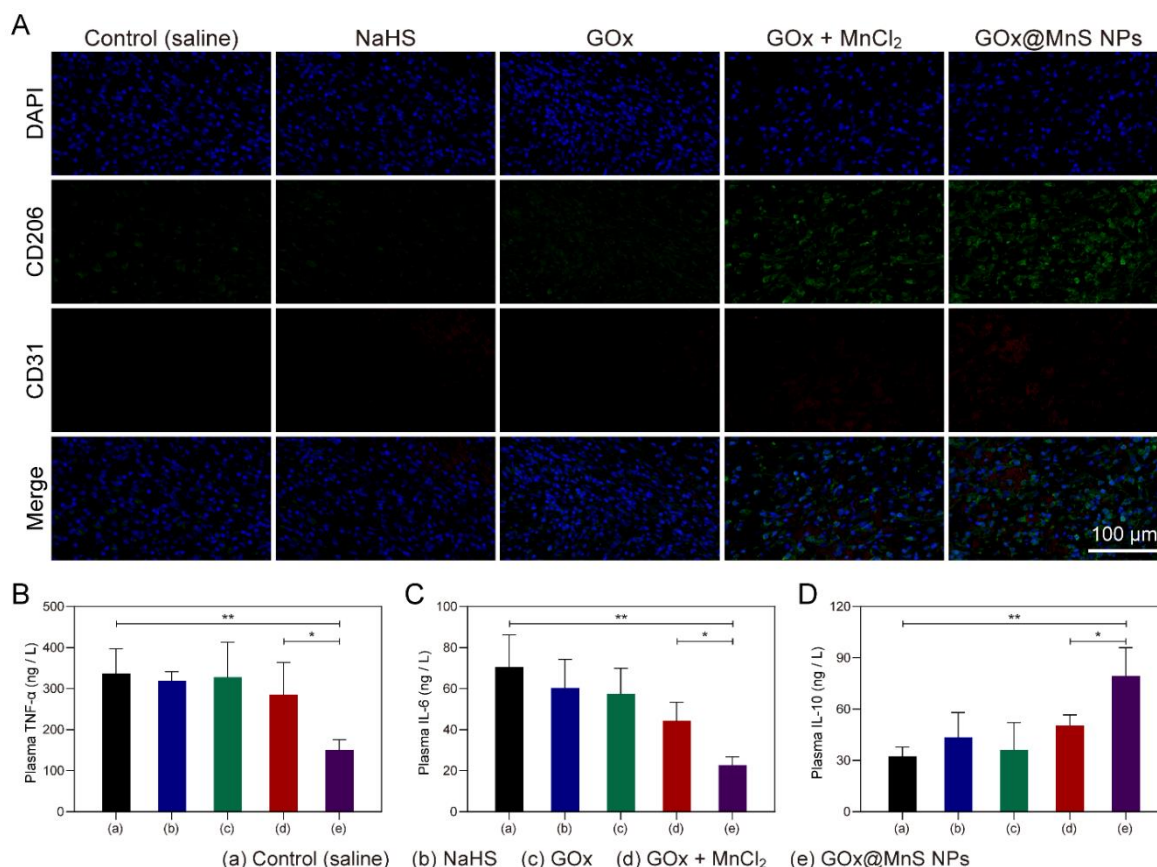 A
Control (saline) NaHS GOx GOx + MnCl₂ GOx@MnS NPs
DAPI
CD206
CD31
Merge
100 µm
B
Plasma TNF-α (ng / L)
500
400
300
200
100
0
**
*
(a) (b) (c) (d) (e)
C
Plasma IL-6 (ng / L)
100
80
60
40
20
0
**
*
(a) (b) (c) (d) (e)
D
Plasma IL-10 (ng / L)
120
90
60
30
0
**
*
(a) (b) (c) (d) (e)
(a) Control (saline) (b) NaHS (c) GOx (d) GOx + MnCl₂ (e) GOx@MnS NPs